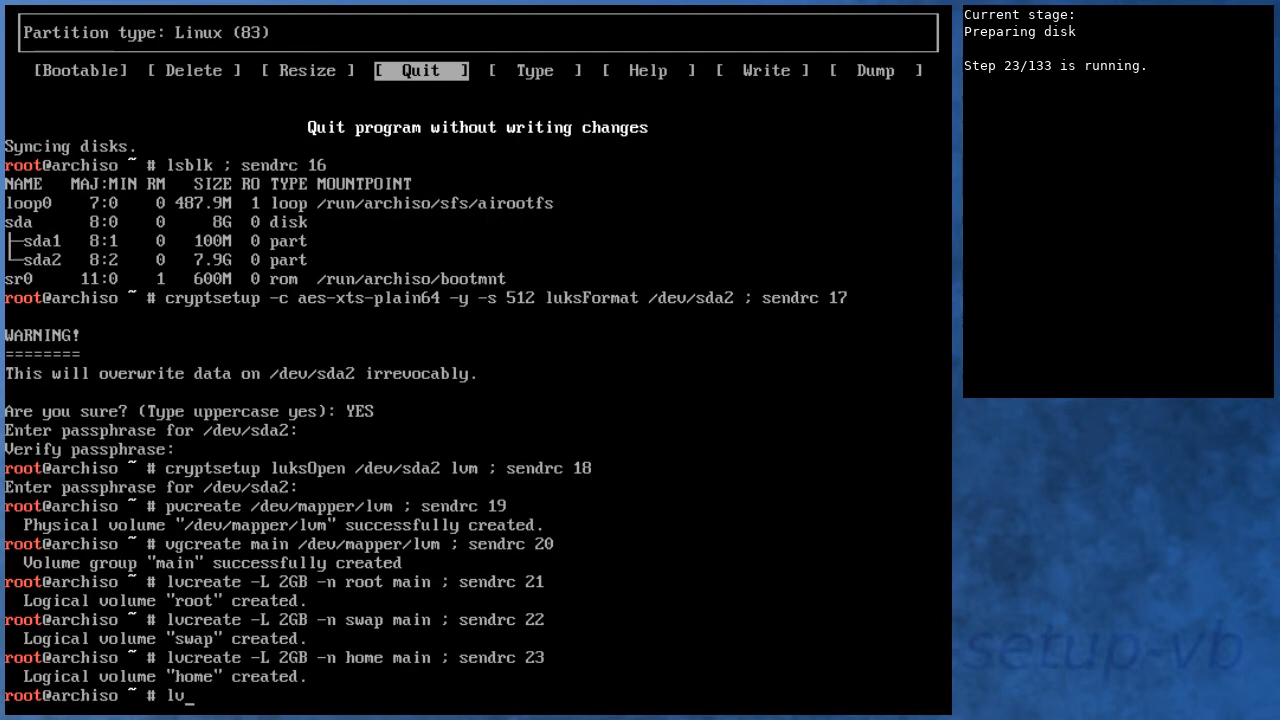 Partition type: Linux (83)
[Bootable]  [ Delete ]  [ Resize ]  [  Quit  ]  [  Type  ]  [  Help  ]  [  Write ]  [  Dump  ]
Quit program without writing changes
Syncing disks.
root@archiso ~ # lsblk ; sendrc 16
NAME   MAJ:MIN RM   SIZE RO TYPE MOUNTPOINT
loop0    7:0    0 487.9M  1 loop /run/archiso/sfs/airootfs
sda      8:0    0     8G  0 disk
├─sda1   8:1    0   100M  0 part
└─sda2   8:2    0   7.9G  0 part
sr0     11:0    1   600M  0 rom  /run/archiso/bootmnt
root@archiso ~ # cryptsetup -c aes-xts-plain64 -y -s 512 luksFormat /dev/sda2 ; sendrc 17
WARNING!
========
This will overwrite data on /dev/sda2 irrevocably.
Are you sure? (Type uppercase yes): YES
Enter passphrase for /dev/sda2:
Verify passphrase:
root@archiso ~ # cryptsetup luksOpen /dev/sda2 lvm ; sendrc 18
Enter passphrase for /dev/sda2:
root@archiso ~ # pvcreate /dev/mapper/lvm ; sendrc 19
  Physical volume "/dev/mapper/lvm" successfully created.
root@archiso ~ # vgcreate main /dev/mapper/lvm ; sendrc 20
  Volume group "main" successfully created
root@archiso ~ # lvcreate -L 2GB -n root main ; sendrc 21
  Logical volume "root" created.
root@archiso ~ # lvcreate -L 2GB -n swap main ; sendrc 22
  Logical volume "swap" created.
root@archiso ~ # lvcreate -L 2GB -n home main ; sendrc 23
  Logical volume "home" created.
root@archiso ~ # lv_
Current stage:
Preparing disk
Step 23/133 is running.
setup-vb